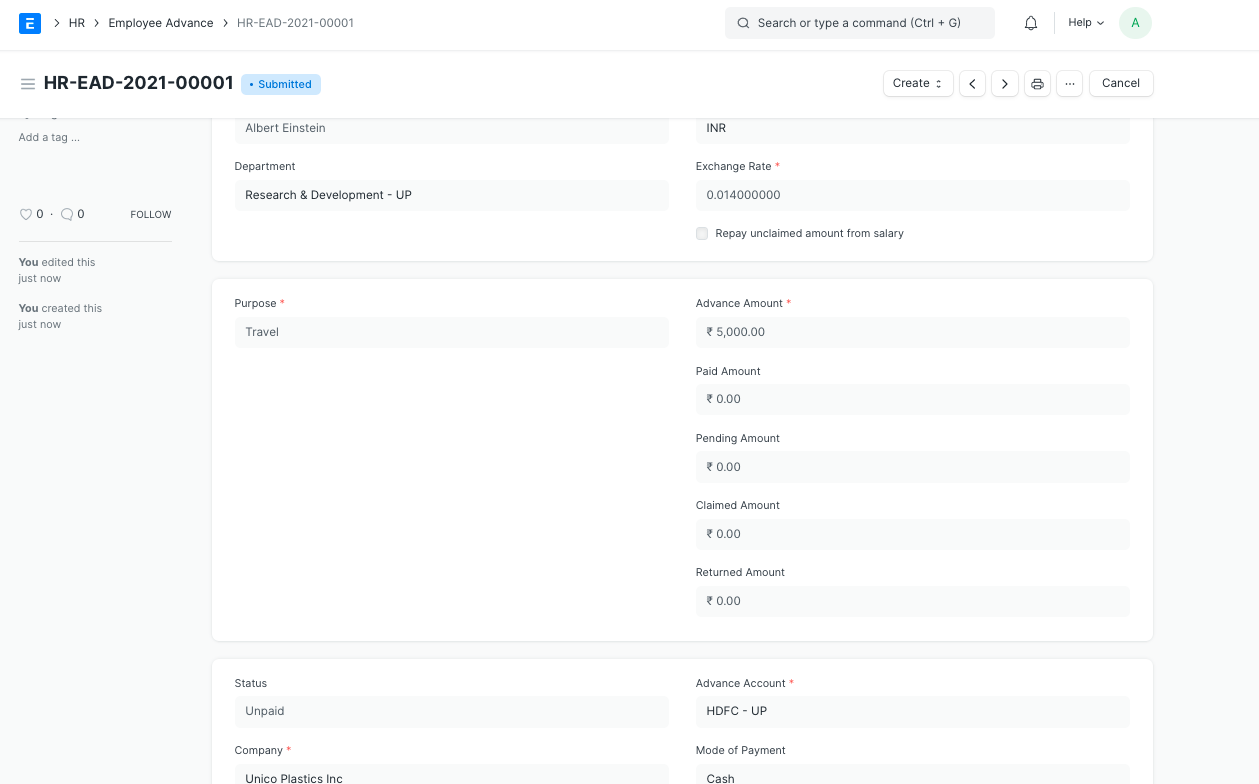 E
HR
Employee Advance
HR-EAD-2021-00001
Search or type a command (Ctrl + G)
Help
A
HR-EAD-2021-00001
• Submitted
Create
...
Cancel
Add a tag ...
0 · 0
FOLLOW
You edited this
just now
You created this
just now
Albert Einstein
INR
Department
Exchange Rate *
Research & Development - UP
0.014000000
Repay unclaimed amount from salary
Purpose *
Travel
Advance Amount *
₹ 5,000.00
Paid Amount
₹ 0.00
Pending Amount
₹ 0.00
Claimed Amount
₹ 0.00
Returned Amount
₹ 0.00
Status
Unpaid
Company *
Unico Plastics Inc
Advance Account *
HDFC - UP
Mode of Payment
Cash